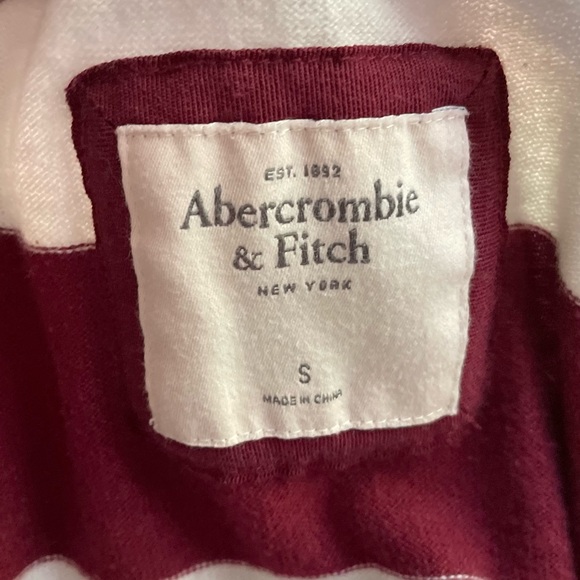 EST. 1892
Abercrombie
& Fitch
NEW YORK
S
MADE IN CHINA